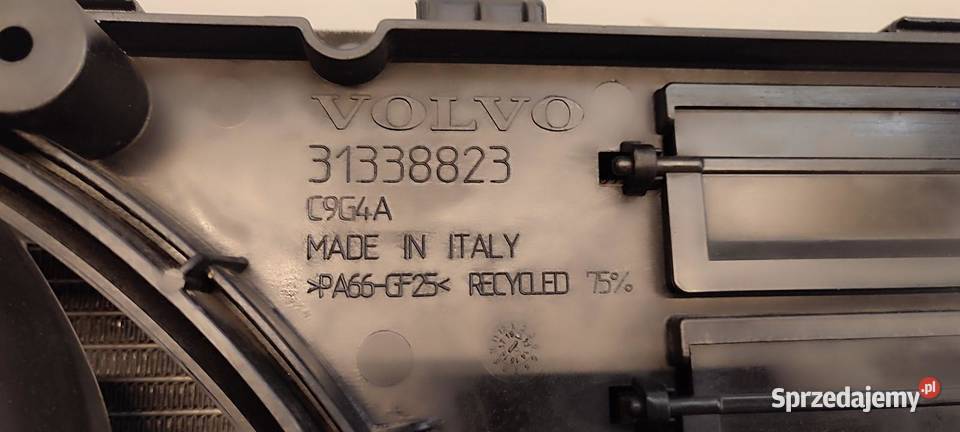 VOLVO
31338823
C9G4A
MADE IN ITALY
>PA66-GF25< RECYCLED 75%
Sprzedajemy.pl